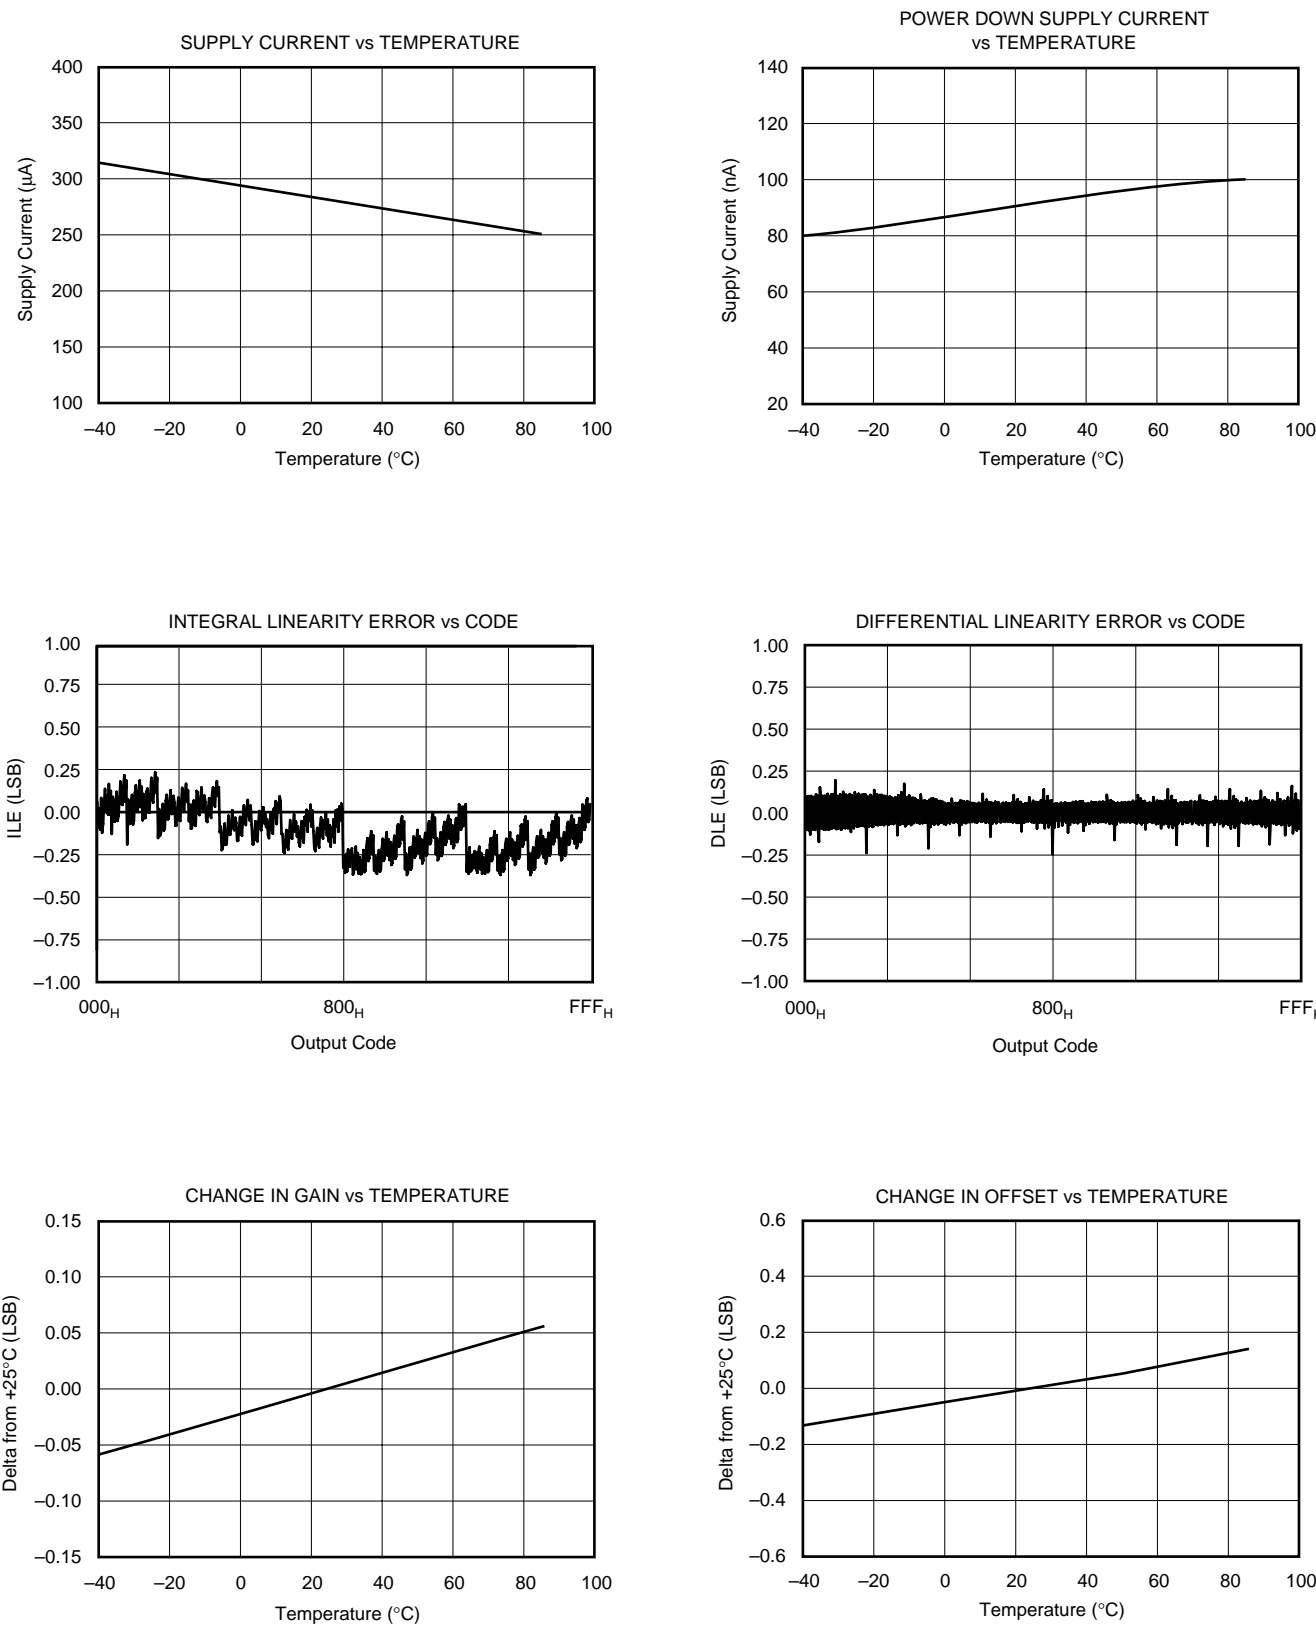 SUPPLY CURRENT vs TEMPERATURE
400
350
300
250
200
150
100
Supply Current (µA)
–40 –20 0 20 40 60 80 100
Temperature (°C)
POWER DOWN SUPPLY CURRENT
vs TEMPERATURE
140
120
100
80
60
40
20
Supply Current (nA)
–40 –20 0 20 40 60 80 100
Temperature (°C)
INTEGRAL LINEARITY ERROR vs CODE
1.00
0.75
0.50
0.25
0.00
–0.25
–0.50
–0.75
–1.00
ILE (LSB)
000H 800H FFFH
Output Code
DIFFERENTIAL LINEARITY ERROR vs CODE
1.00
0.75
0.50
0.25
0.00
–0.25
–0.50
–0.75
–1.00
DLE (LSB)
000H 800H FFFH
Output Code
CHANGE IN GAIN vs TEMPERATURE
0.15
0.10
0.05
0.00
–0.05
–0.10
–0.15
Delta from +25°C (LSB)
–40 –20 0 20 40 60 80 100
Temperature (°C)
CHANGE IN OFFSET vs TEMPERATURE
0.6
0.4
0.2
0.0
–0.2
–0.4
–0.6
Delta from +25°C (LSB)
–40 –20 0 20 40 60 80 100
Temperature (°C)